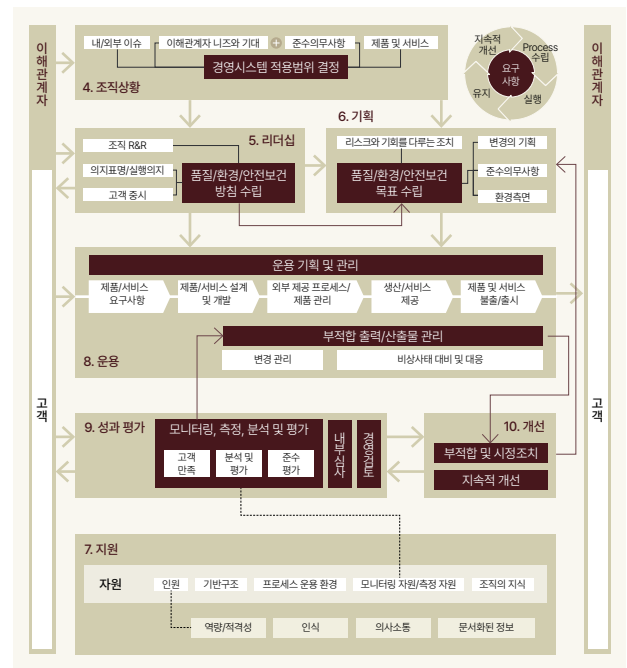 이해관계자
고객
이해관계자
고객
내/외부 이슈
이해관계자 니즈와 기대
+
준수의무사항
제품 및 서비스
경영시스템 적용범위 결정
4. 조직상황
지속적
개선
Process
수립
요구
사항
유지
실행
5. 리더십
조직 R&R
의지표명/실행의지
고객 중시
품질/환경/안전보건
방침 수립
6. 기획
리스크와 기회를 다루는 조치
변경의 기획
품질/환경/안전보건
목표 수립
준수의무사항
환경측면
운용 기획 및 관리
제품/서비스
요구사항
제품/서비스 설계
및 개발
외부 제공 프로세스/
제품 관리
생산/서비스
제공
제품 및 서비스
불출/출시
부적합 출력/산출물 관리
변경 관리
비상사태 대비 및 대응
8. 운용
9. 성과 평가
모니터링, 측정, 분석 및 평가
고객
만족
분석 및
평가
준수
평가
내부심사
경영검토
10. 개선
부적합 및 시정조치
지속적 개선
7. 지원
자원
인원
기반구조
프로세스 운용 환경
모니터링 자원/측정 자원
조직의 지식
역량/적격성
인식
의사소통
문서화된 정보